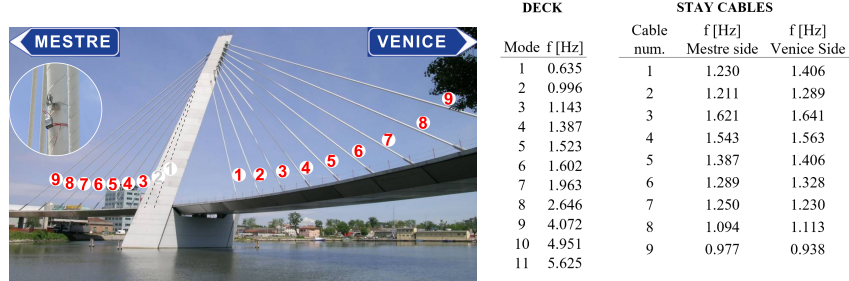 MESTRE
VENICE
9 8 7 6 5 4 3 2 1
1 2 3 4 5 6 7 8 9
DECK
Mode f [Hz]
1 0.635
2 0.996
3 1.143
4 1.387
5 1.523
6 1.602
7 1.963
8 2.646
9 4.072
10 4.951
11 5.625
STAY CABLES
Cable num. f [Hz] Mestre side f [Hz] Venice Side
1 1.230 1.406
2 1.211 1.289
3 1.621 1.641
4 1.543 1.563
5 1.387 1.406
6 1.289 1.328
7 1.250 1.230
8 1.094 1.113
9 0.977 0.938